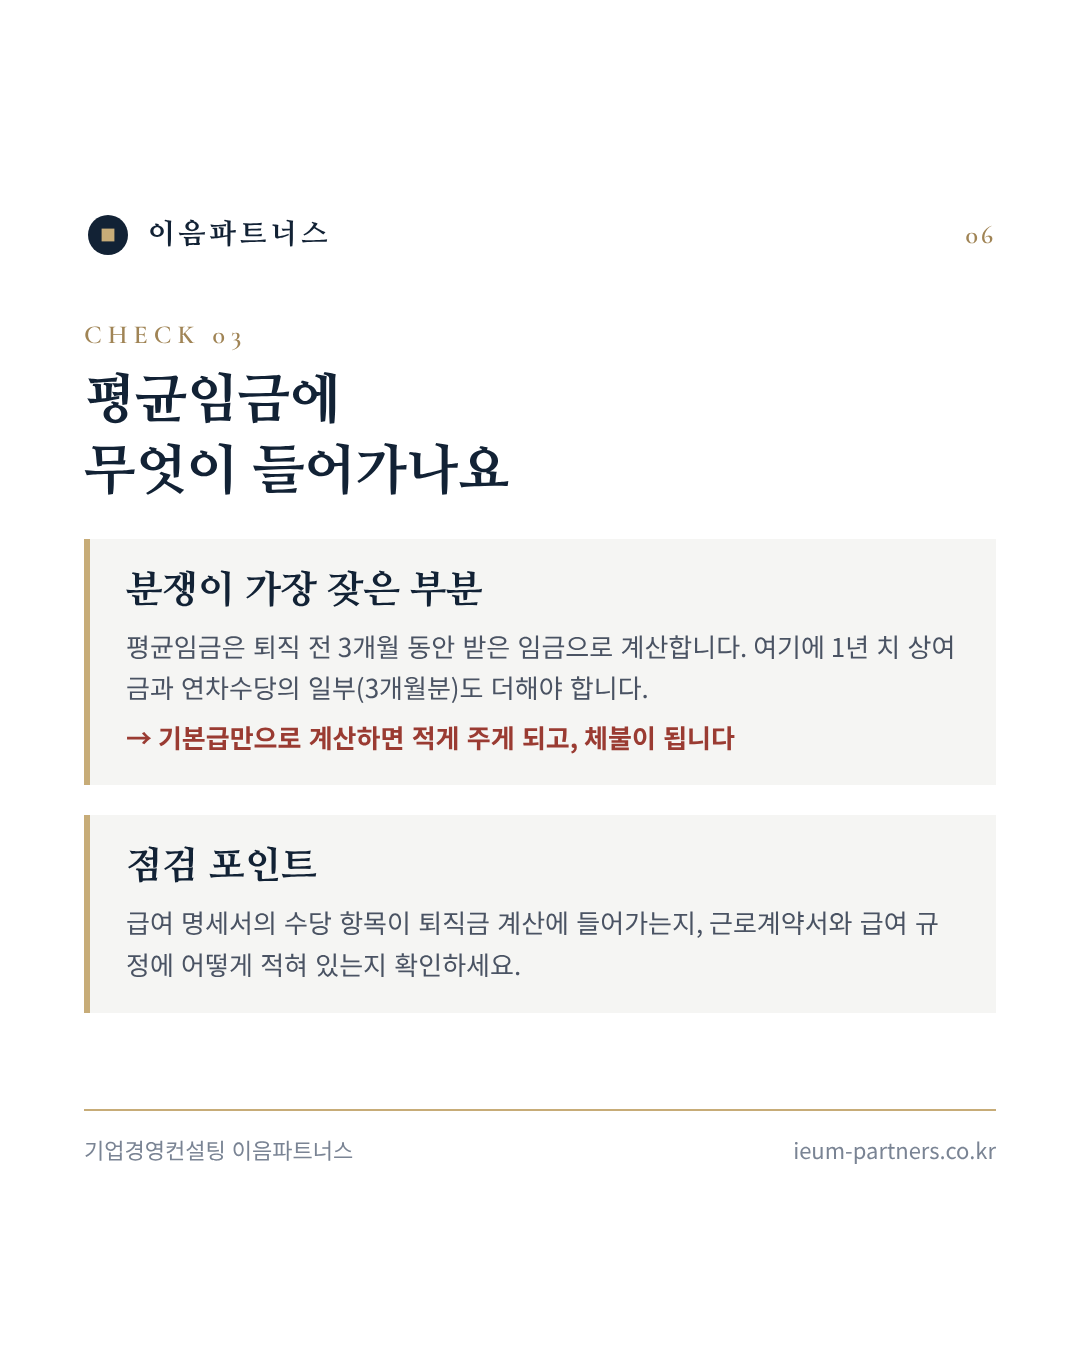 이음파트너스
06
CHECK 03
평균임금에
무엇이 들어가나요
분쟁이 가장 잦은 부분
평균임금은 퇴직 전 3개월 동안 받은 임금으로 계산합니다. 여기에 1년 치 상여
금과 연차수당의 일부(3개월분)도 더해야 합니다.
→ 기본급만으로 계산하면 적게 주게 되고, 체불이 됩니다
점검 포인트
급여 명세서의 수당 항목이 퇴직금 계산에 들어가는지, 근로계약서와 급여 규
정에 어떻게 적혀 있는지 확인하세요.
기업경영컨설팅 이음파트너스
ieum-partners.co.kr